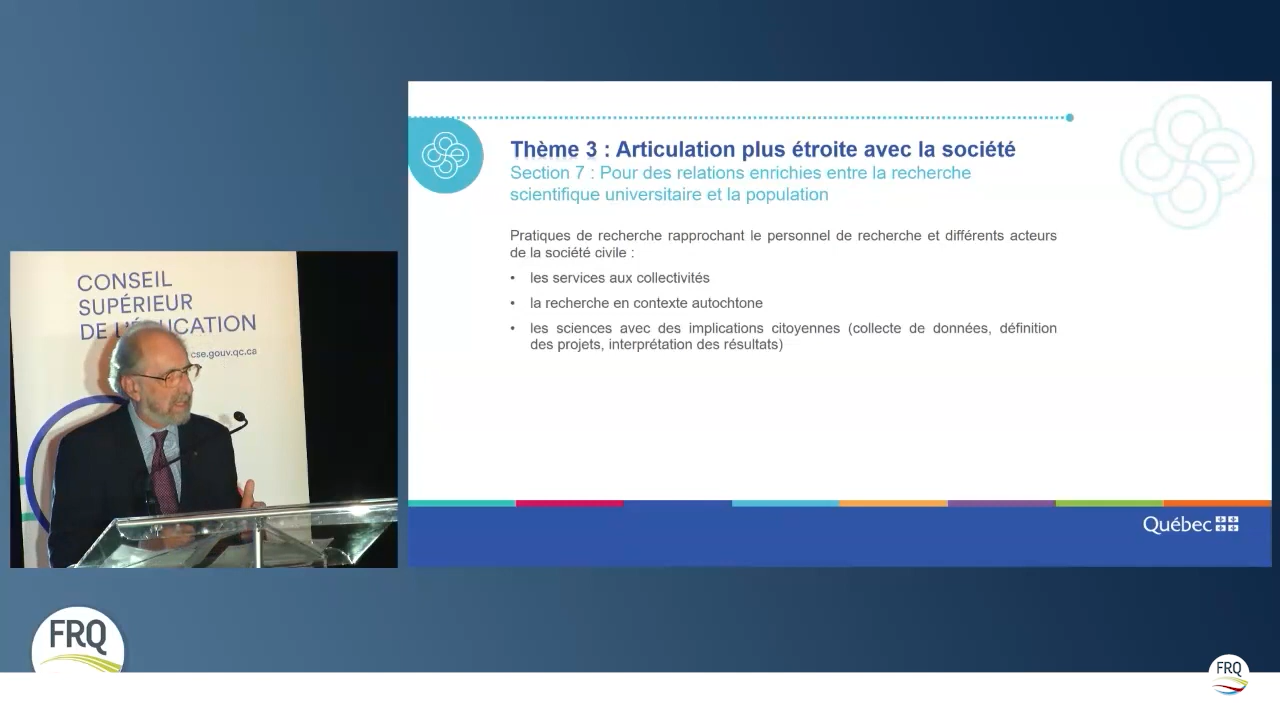 CONSEIL
SUPÉRIEUR
DE L'ÉDUCATION
cse.gouv.qc.ca
Thème 3 : Articulation plus étroite avec la société
Section 7 : Pour des relations enrichies entre la recherche
scientifique universitaire et la population
Pratiques de recherche rapprochant le personnel de recherche et différents acteurs
de la société civile :
• les services aux collectivités
• la recherche en contexte autochtone
• les sciences avec des implications citoyennes (collecte de données, définition
des projets, interprétation des résultats)
Québec
FRQ
FRQ